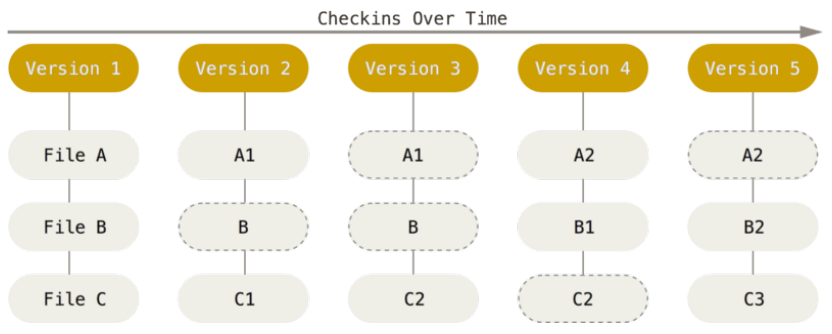 Checkins Over Time
Version 1 Version 2 Version 3 Version 4 Version 5
File A A1 A1 A2 A2
File B B B B1 B2
File C C1 C2 C2 C3